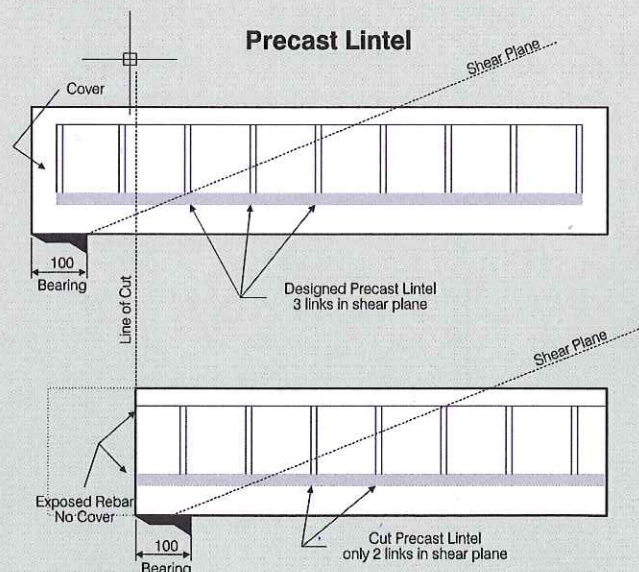 Precast Lintel
Shear Plane
Cover
100
Bearing
Line of Cut
Designed Precast Lintel
3 links in shear plane
Shear Plane
Exposed Rebar
No Cover
100
Bearing
Cut Precast Lintel
only 2 links in shear plane